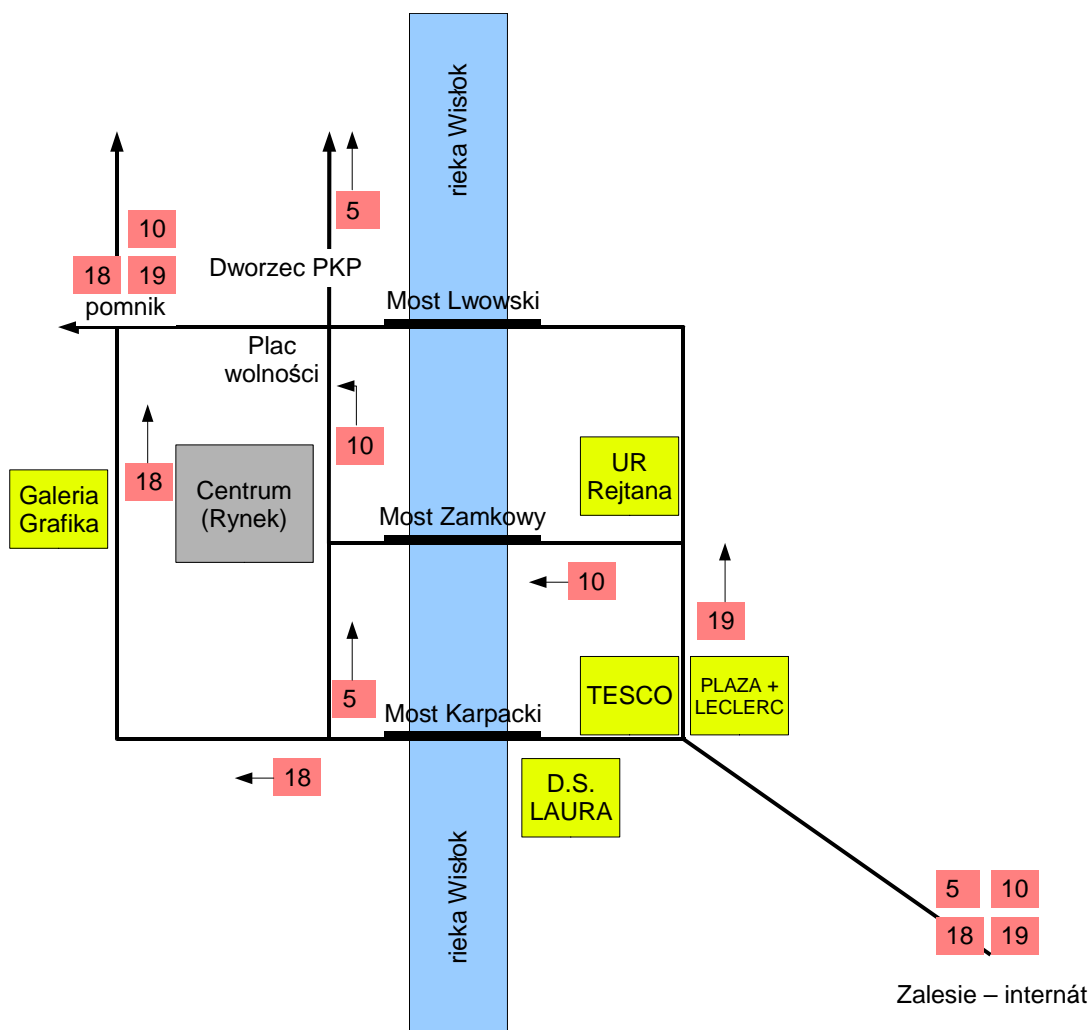 rieka Wisłok
5
10
18 19
pomnik
Dworzec PKP
Most Lwowski
Plac
wolności
10
18
Galeria
Grafika
Centrum
(Rynek)
UR
Rejtana
Most Zamkowy
10
19
5
TESCO
PLAZA +
LECLERC
Most Karpacki
18
D.S.
LAURA
rieka Wisłok
5 10
18 19
Zalesie – internát